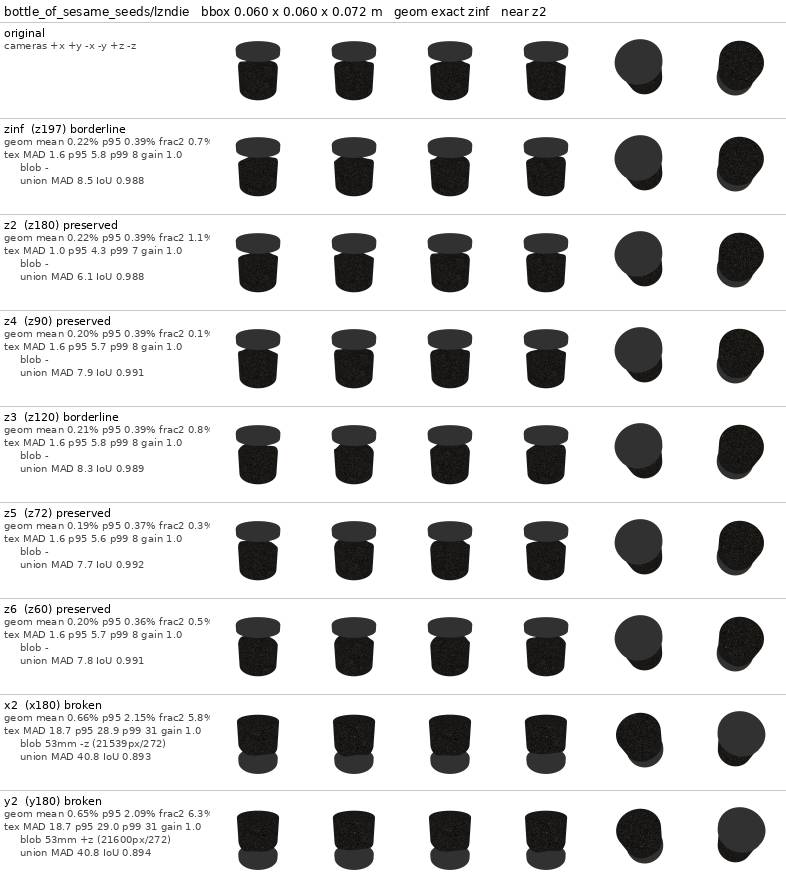 bottle_of_sesame_seeds/lzndie   bbox 0.060 x 0.060 x 0.072 m   geom exact zinf   near z2
original
cameras +x +y -x -y +z -z
zinf  (z197) borderline
geom mean 0.22% p95 0.39% frac2 0.7%
tex MAD 1.6 p95 5.8 p99 8 gain 1.0
blob -
union MAD 8.5 IoU 0.988
z2  (z180) preserved
geom mean 0.22% p95 0.39% frac2 1.1%
tex MAD 1.0 p95 4.3 p99 7 gain 1.0
blob -
union MAD 6.1 IoU 0.988
z4  (z90) preserved
geom mean 0.20% p95 0.39% frac2 0.1%
tex MAD 1.6 p95 5.7 p99 8 gain 1.0
blob -
union MAD 7.9 IoU 0.991
z3  (z120) borderline
geom mean 0.21% p95 0.39% frac2 0.8%
tex MAD 1.6 p95 5.8 p99 8 gain 1.0
blob -
union MAD 8.3 IoU 0.989
z5  (z72) preserved
geom mean 0.19% p95 0.37% frac2 0.3%
tex MAD 1.6 p95 5.6 p99 8 gain 1.0
blob -
union MAD 7.7 IoU 0.992
z6  (z60) preserved
geom mean 0.20% p95 0.36% frac2 0.5%
tex MAD 1.6 p95 5.7 p99 8 gain 1.0
blob -
union MAD 7.8 IoU 0.991
x2  (x180) broken
geom mean 0.66% p95 2.15% frac2 5.8%
tex MAD 18.7 p95 28.9 p99 31 gain 1.0
blob 53mm -z (21539px/272)
union MAD 40.8 IoU 0.893
y2  (y180) broken
geom mean 0.65% p95 2.09% frac2 6.3%
tex MAD 18.7 p95 29.0 p99 31 gain 1.0
blob 53mm +z (21600px/272)
union MAD 40.8 IoU 0.894